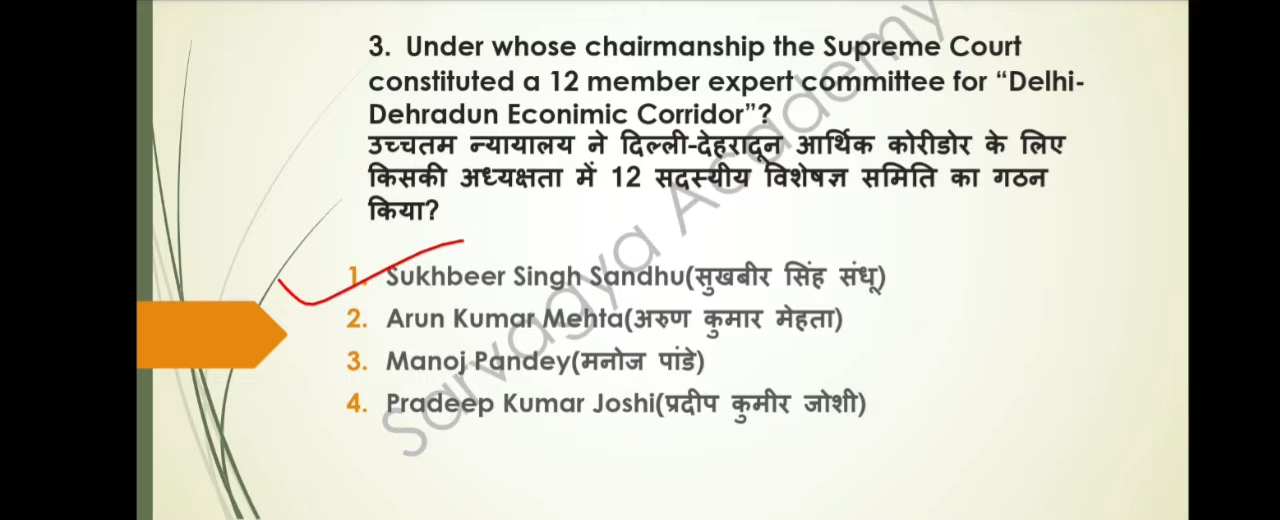 3. Under whose chairmanship the Supreme Court
constituted a 12 member expert committee for “Delhi-
Dehradun Econimic Corridor”?
उच्चतम न्यायालय ने दिल्ली-देहरादून आर्थिक कोरीडोर के लिए
किसकी अध्यक्षता में 12 सदस्यीय विशेषज्ञ समिति का गठन
किया?
1. Sukhbeer Singh Sandhu(सुखबीर सिंह संधू)
2. Arun Kumar Mehta(अरुण कुमार मेहता)
3. Manoj Pandey(मनोज पांडे)
4. Pradeep Kumar Joshi(प्रदीप कुमीर जोशी)
Sarvagya Academy